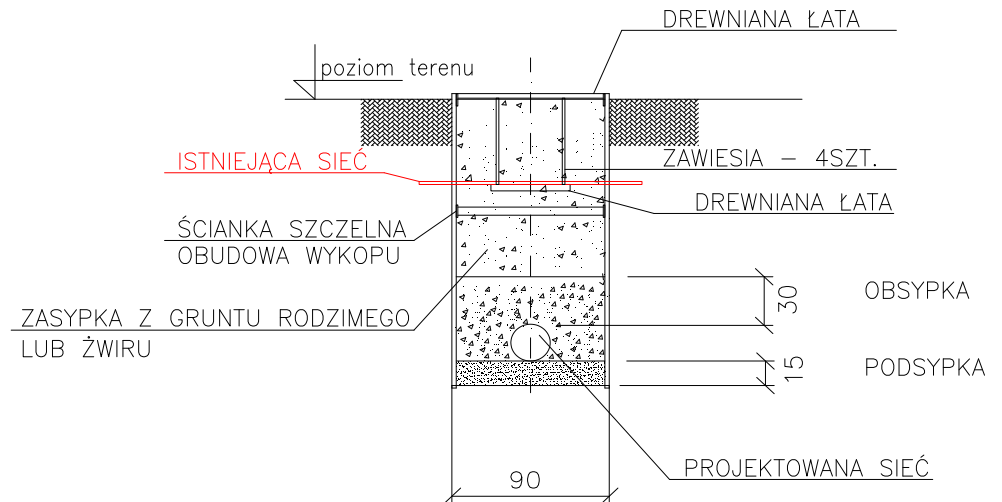 DREWNIANA ŁATA
poziom terenu
ISTNIEJĄCA SIEĆ
ZAWIESIA – 4SZT.
DREWNIANA ŁATA
ŚCIANKA SZCZELNA
OBUDOWA WYKOPU
30
OBSYPKA
ZASYPKA Z GRUNTU RODZIMEGO
LUB ŻWIRU
15
PODSYPKA
PROJEKTOWANA SIEĆ
90